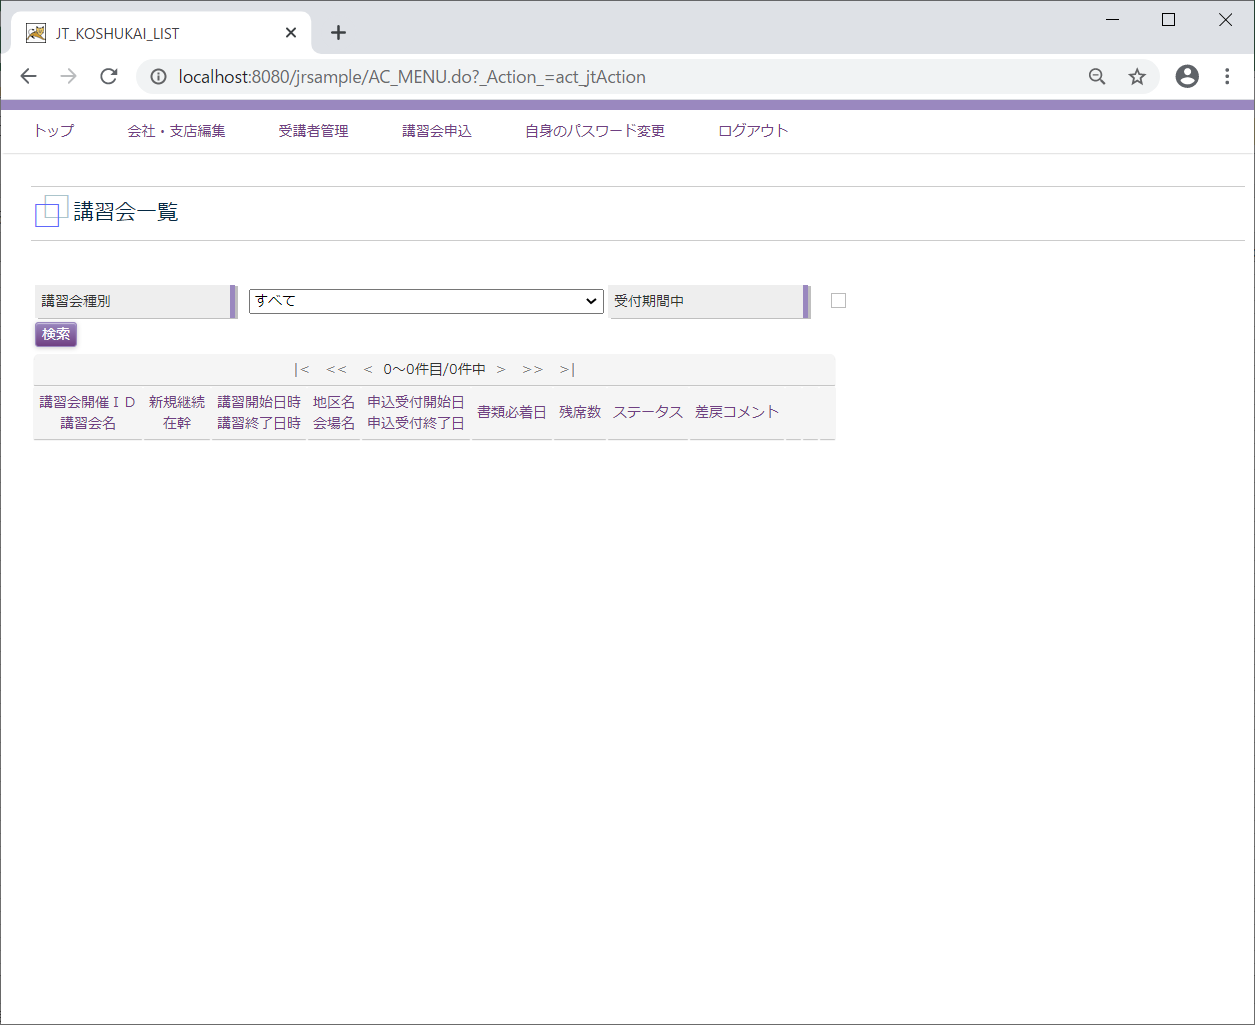 JT_KOSHUKAI_LIST
localhost:8080/jrsample/AC_MENU.do?_Action_=act_jtAction
トップ 会社・支店編集 受講者管理 講習会申込 自身のパスワード変更 ログアウト
講習会一覧
講習会種別 すべて 受付期間中
検索
|< << < 0～0件目/0件中 > >> >|
講習会開催ＩＤ 新規継続 講習開始日時 地区名 申込受付開始日 書類必着日 残席数 ステータス 差戻コメント
講習会名 在幹 講習終了日時 会場名 申込受付終了日